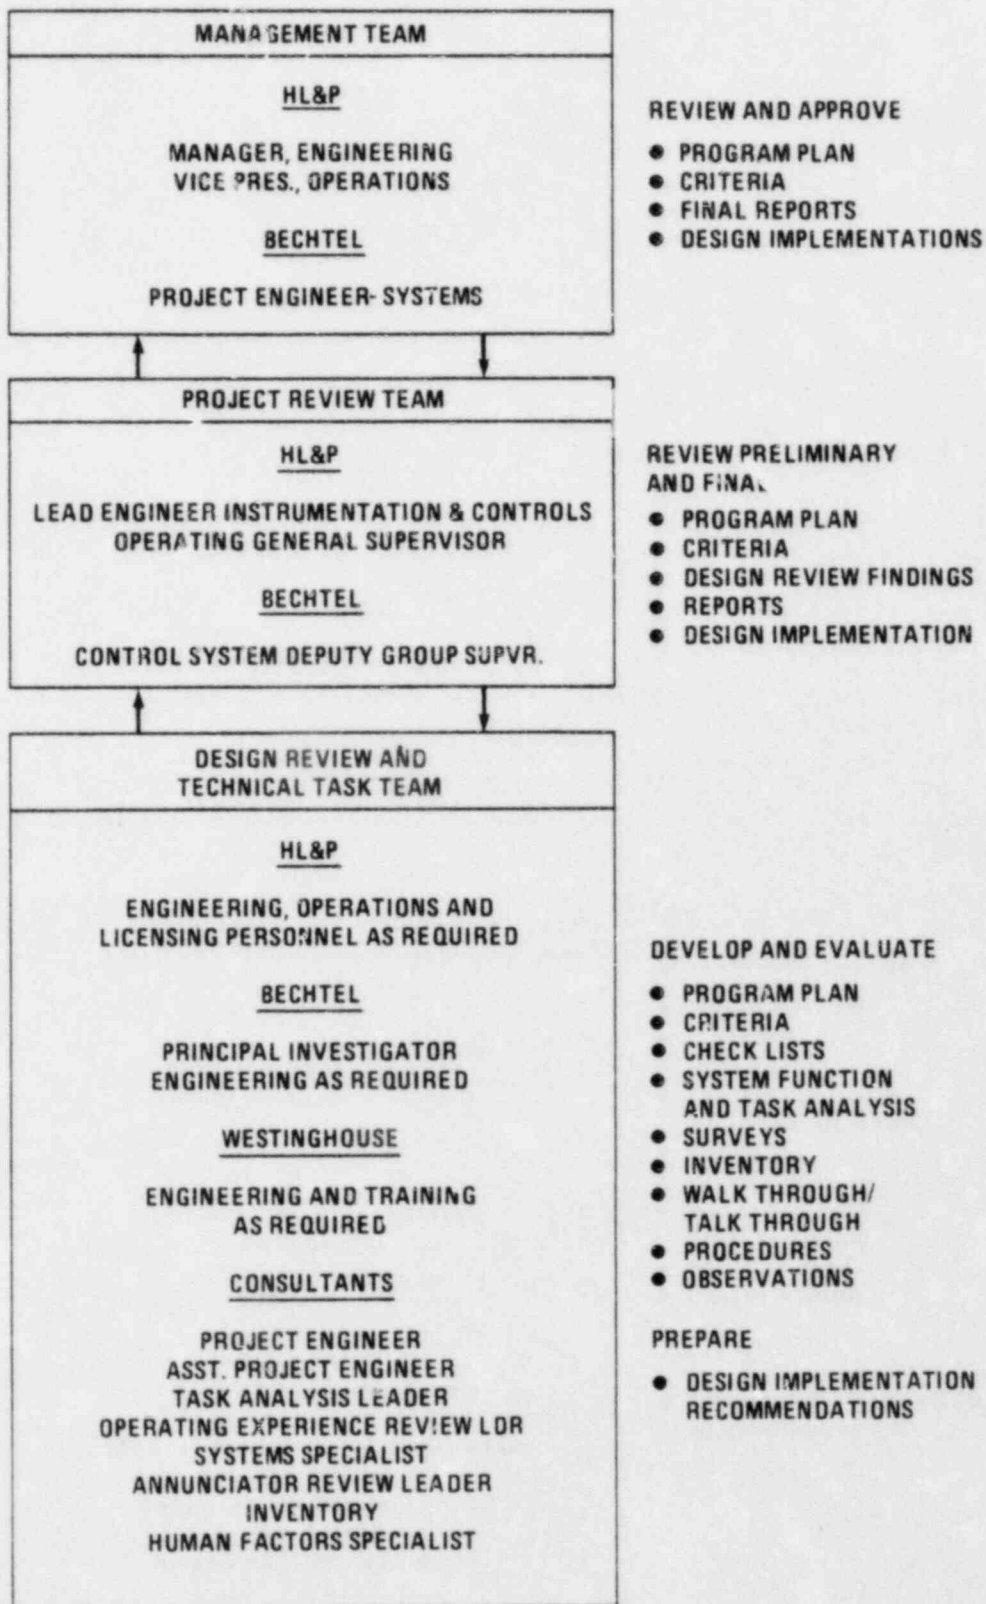 MANAGEMENT TEAM
HL&P
MANAGER, ENGINEERING
VICE PRES., OPERATIONS
BECHTEL
PROJECT ENGINEER- SYSTEMS
REVIEW AND APPROVE
● PROGRAM PLAN
● CRITERIA
● FINAL REPORTS
● DESIGN IMPLEMENTATIONS
PROJECT REVIEW TEAM
HL&P
LEAD ENGINEER INSTRUMENTATION & CONTROLS
OPERATING GENERAL SUPERVISOR
BECHTEL
CONTROL SYSTEM DEPUTY GROUP SUPVR.
REVIEW PRELIMINARY
AND FINAL
● PROGRAM PLAN
● CRITERIA
● DESIGN REVIEW FINDINGS
● REPORTS
● DESIGN IMPLEMENTATION
DESIGN REVIEW AND
TECHNICAL TASK TEAM
HL&P
ENGINEERING, OPERATIONS AND
LICENSING PERSONNEL AS REQUIRED
BECHTEL
PRINCIPAL INVESTIGATOR
ENGINEERING AS REQUIRED
WESTINGHOUSE
ENGINEERING AND TRAINING
AS REQUIRED
CONSULTANTS
PROJECT ENGINEER
ASST. PROJECT ENGINEER
TASK ANALYSIS LEADER
OPERATING EXPERIENCE REVIEW LDR
SYSTEMS SPECIALIST
ANNUNCIATOR REVIEW LEADER
INVENTORY
HUMAN FACTORS SPECIALIST
DEVELOP AND EVALUATE
● PROGRAM PLAN
● CRITERIA
● CHECK LISTS
● SYSTEM FUNCTION
AND TASK ANALYSIS
● SURVEYS
● INVENTORY
● WALK THROUGH/
TALK THROUGH
● PROCEDURES
● OBSERVATIONS
PREPARE
● DESIGN IMPLEMENTATION
RECOMMENDATIONS